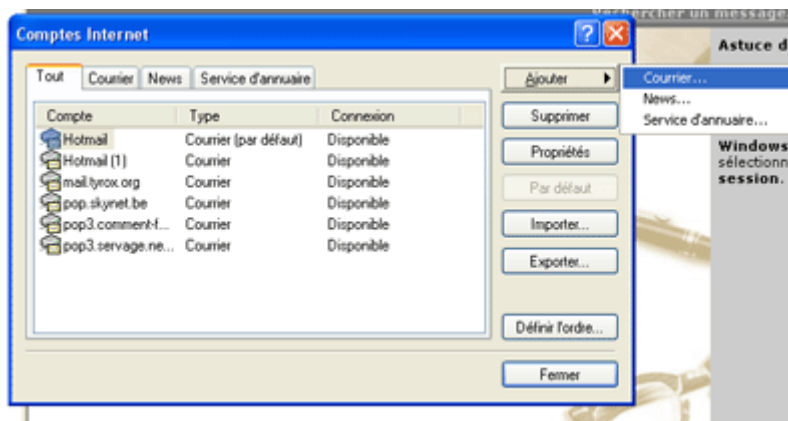 Rechercher un message
Comptes Internet
Astuce d
Tout Courrier News Service d'annuaire
Ajouter
Courrier...
News...
Service d'annuaire...
Compte Type Connexion
Supprimer
Hotmail Courrier (par défaut) Disponible
Hotmail (1) Courrier Disponible
Propriétés
Windows
sélectionn
session.
mail.tyrox.org Courrier Disponible
Par défaut
pop.skynet.be Courrier Disponible
pop3.comment-f... Courrier Disponible
Importer...
pop3.servage.ne... Courrier Disponible
Exporter...
Définir l'ordre...
Fermer